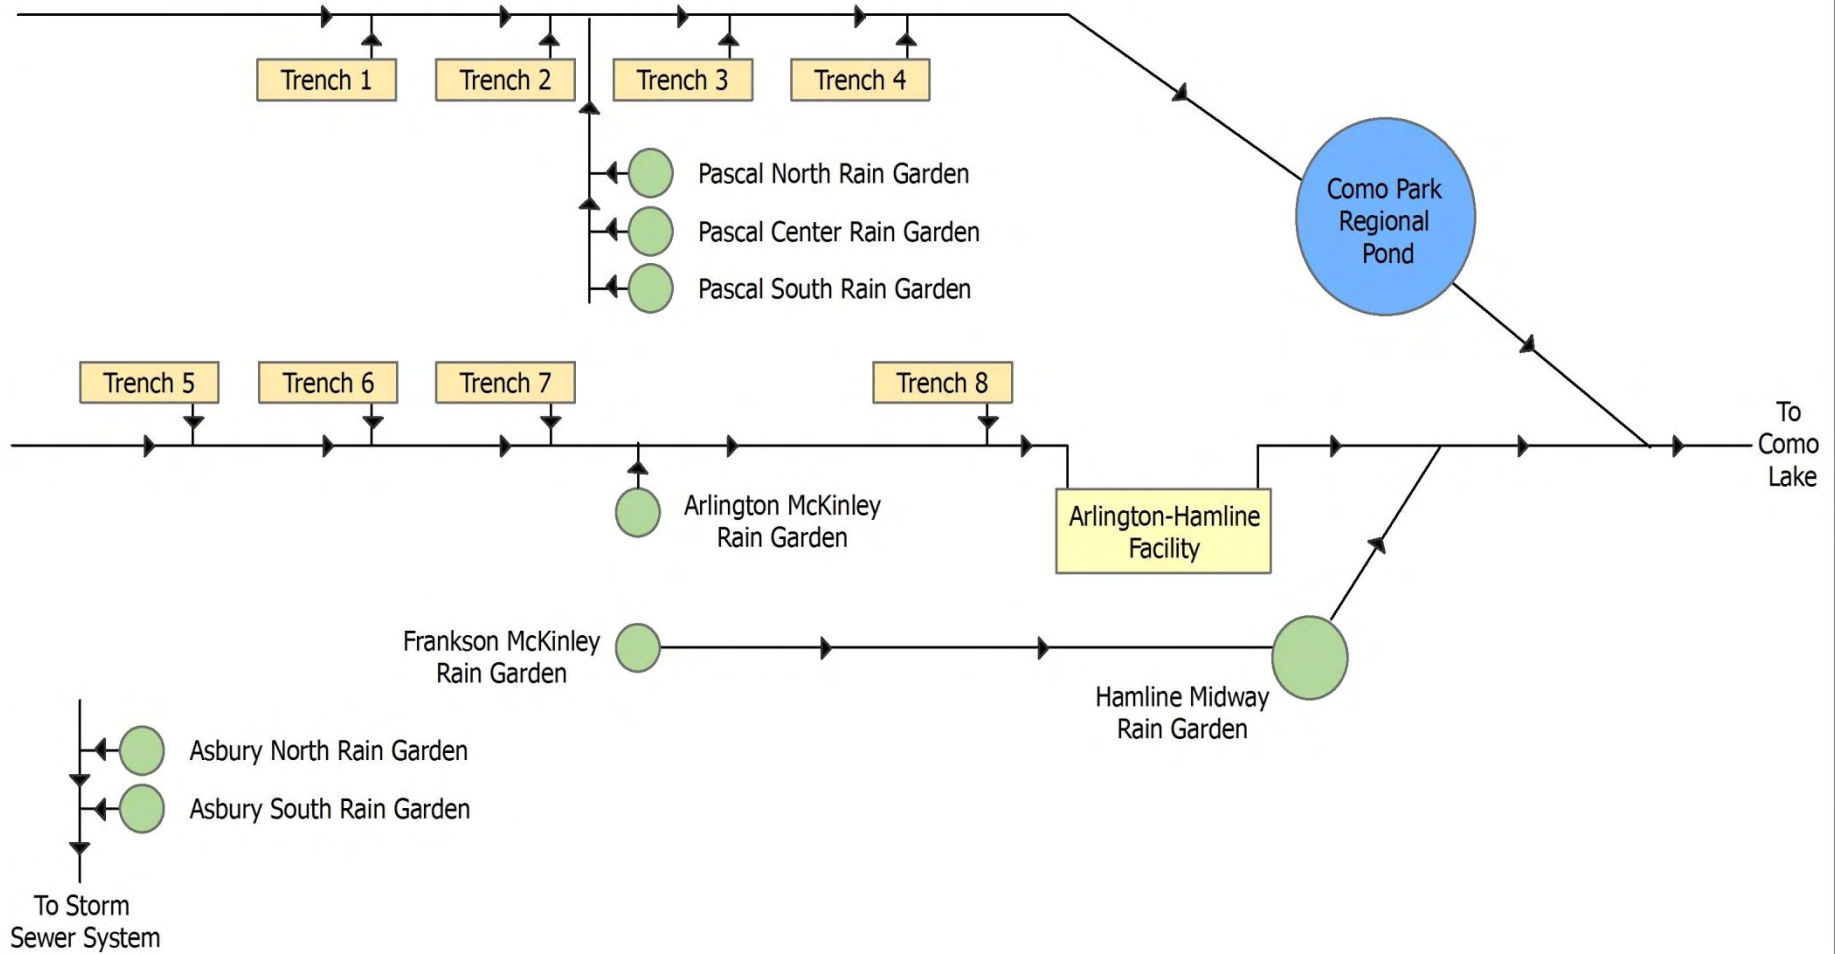 Trench 1
Trench 2
Trench 3
Trench 4
Pascal North Rain Garden
Pascal Center Rain Garden
Pascal South Rain Garden
Como Park
Regional
Pond
Trench 5
Trench 6
Trench 7
Trench 8
To
Como
Lake
Arlington McKinley
Rain Garden
Arlington-Hamline
Facility
Frankson McKinley
Rain Garden
Hamline Midway
Rain Garden
Asbury North Rain Garden
Asbury South Rain Garden
To Storm
Sewer System